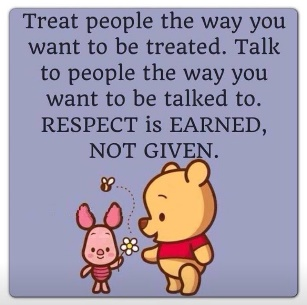 Treat people the way you
want to be treated. Talk
to people the way you
want to be talked to.
RESPECT is EARNED,
NOT GIVEN.